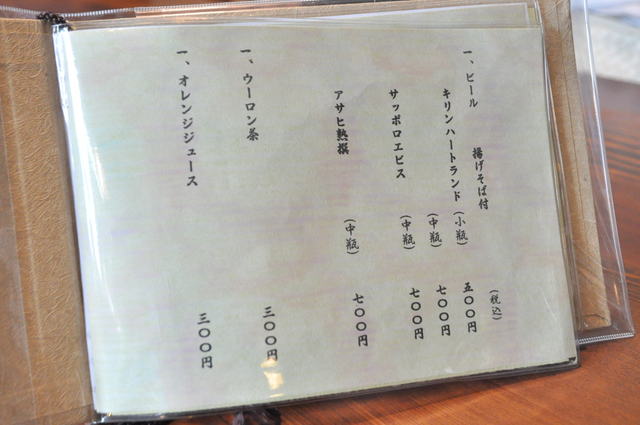 (税込)
一、ビール 揚げそば付
キリンハートランド (小瓶) 五〇〇円
(中瓶) 七〇〇円
サッポロエビス (中瓶) 七〇〇円
アサヒ熟撰 (中瓶) 七〇〇円
一、ウーロン茶 三〇〇円
一、オレンジジュース 三〇〇円